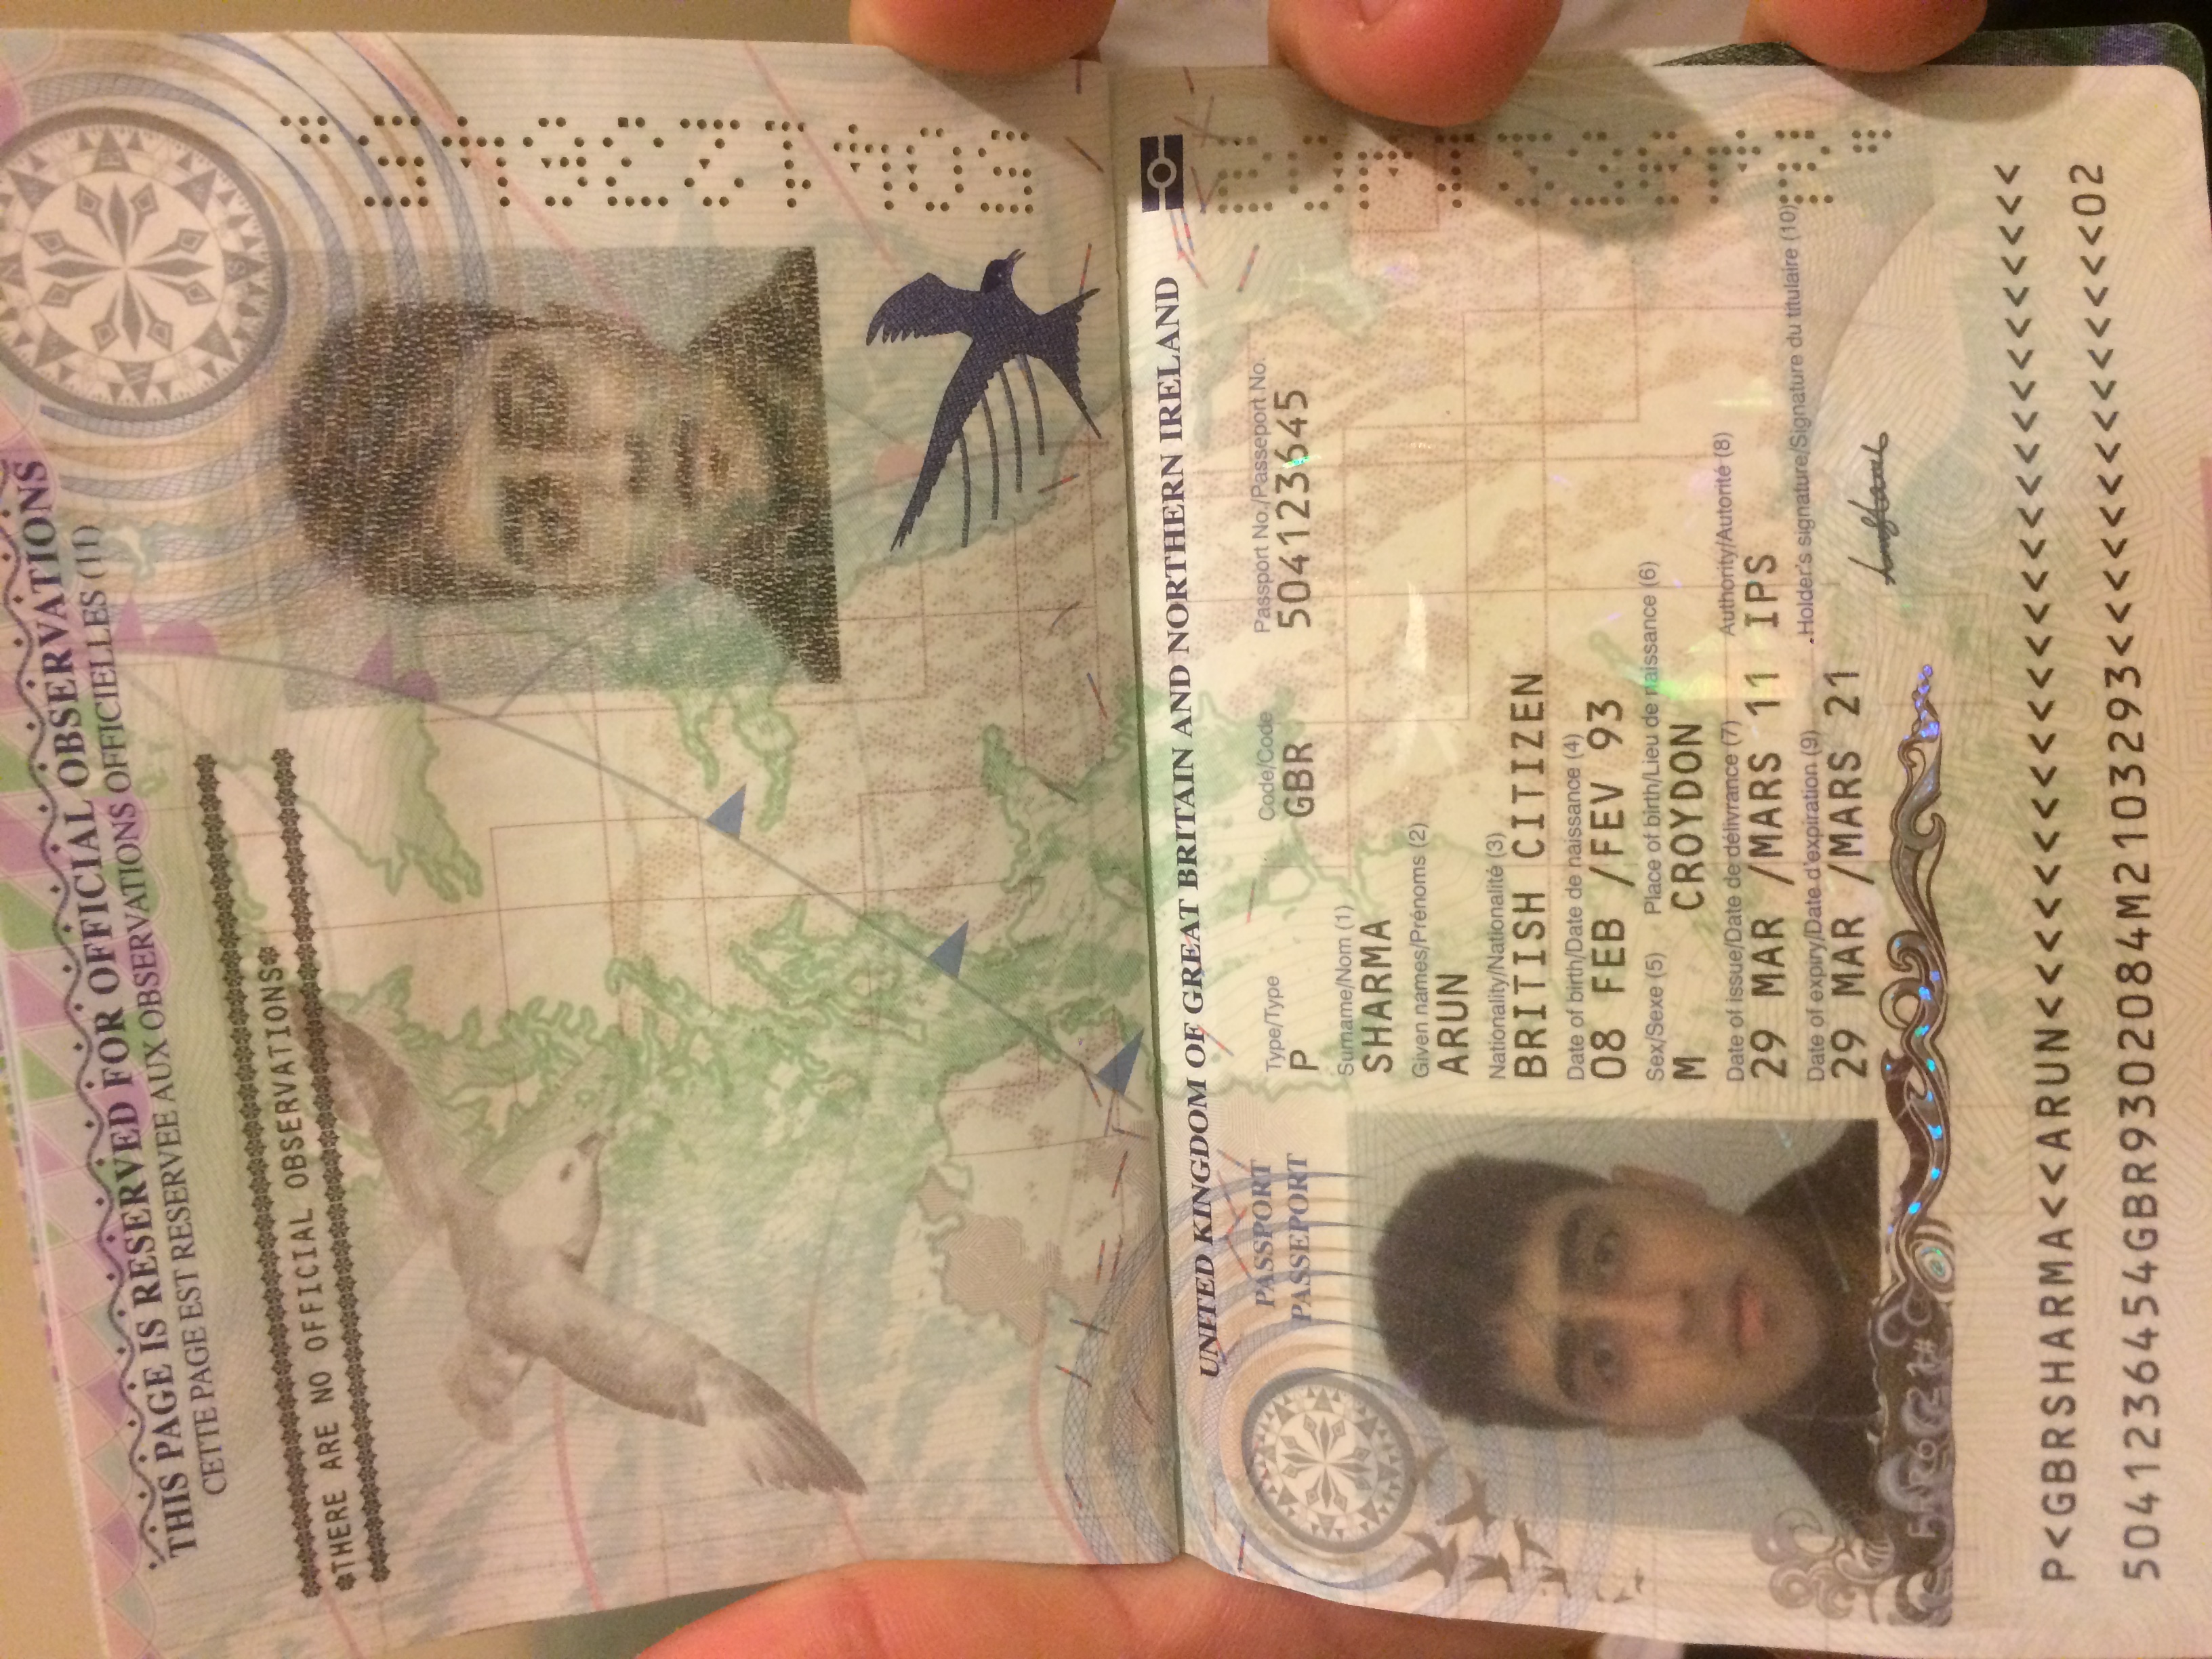 THIS PAGE IS RESERVED FOR OFFICIAL OBSERVATIONS
CETTE PAGE EST RESERVEE AUX OBSERVATIONS OFFICIELLES (11)
*THERE ARE NO OFFICIAL OBSERVATIONS*
UNITED KINGDOM OF GREAT BRITAIN AND NORTHERN IRELAND
PASSPORT
PASSEPORT
Type/Type Code/Code Passport No./Passeport No.
P GBR 504123645
Surname/Nom (1)
SHARMA
Given names/Prénoms (2)
ARUN
Nationality/Nationalité (3)
BRITISH CITIZEN
Date of birth/Date de naissance (4)
08 FEB /FEV 93
Sex/Sexe (5) Place of birth/Lieu de naissance (6)
M CROYDON
Date of issue/Date de délivrance (7) Authority/Autorité (8)
29 MAR /MARS 11 IPS
Date of expiry/Date d'expiration (9) Holder's signature/Signature du titulaire (10)
29 MAR /MARS 21
P<GBRSHARMA<<ARUN<<<<<<<<<<<<<<<<<<<<<<<<<<<
5041236454GBR9302084M2103293<<<<<<<<<<<<<<02